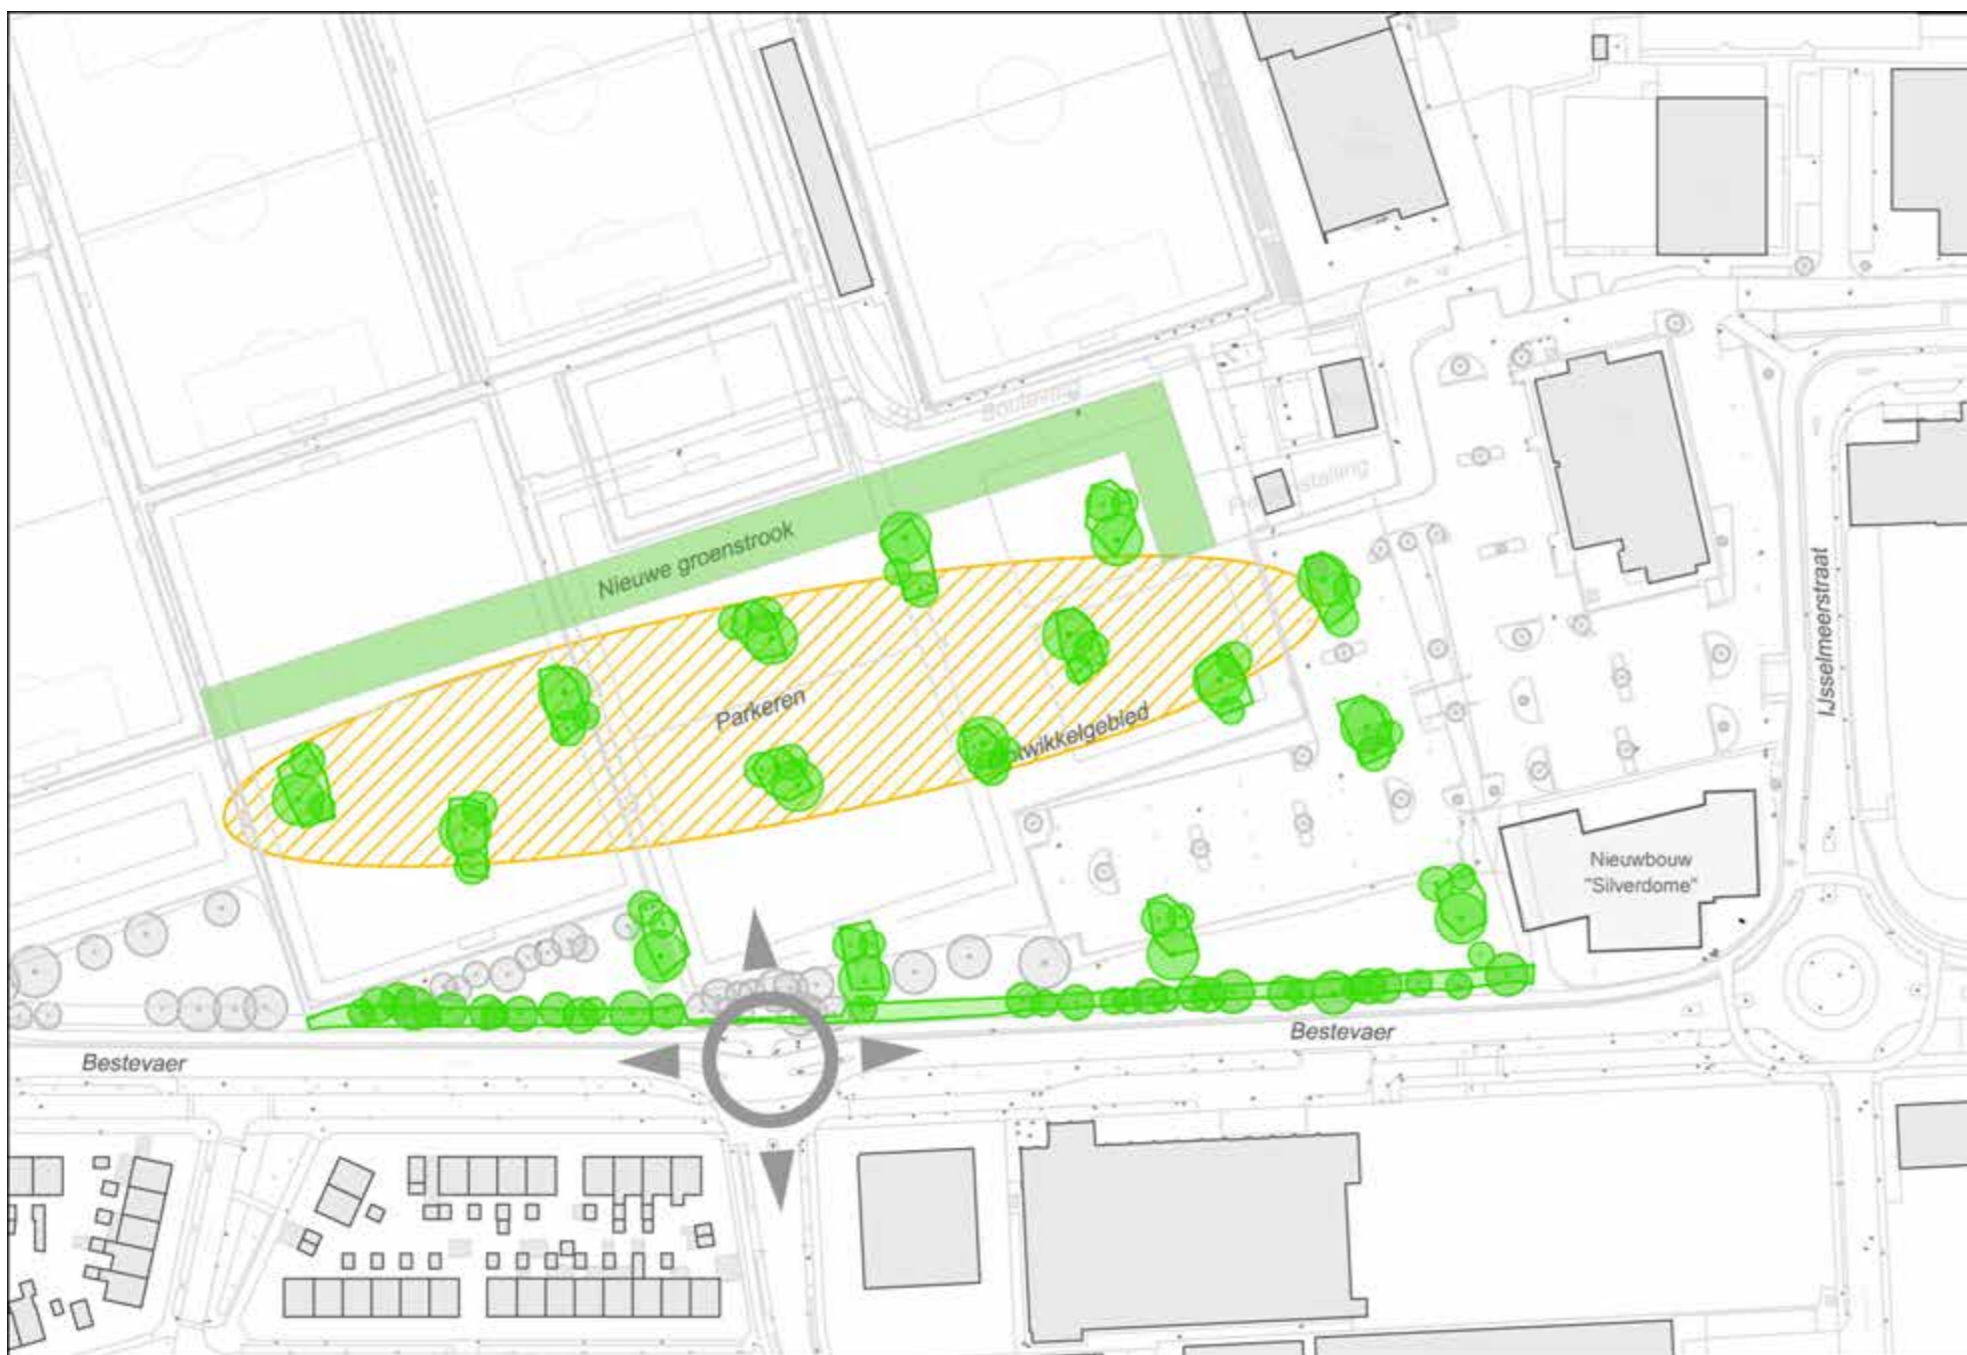 Nieuwe groenstrook
Parkeren
IJsselmeerstraat
Nieuwbouw
"Silverdome"
Bestevaer
Bestevaer